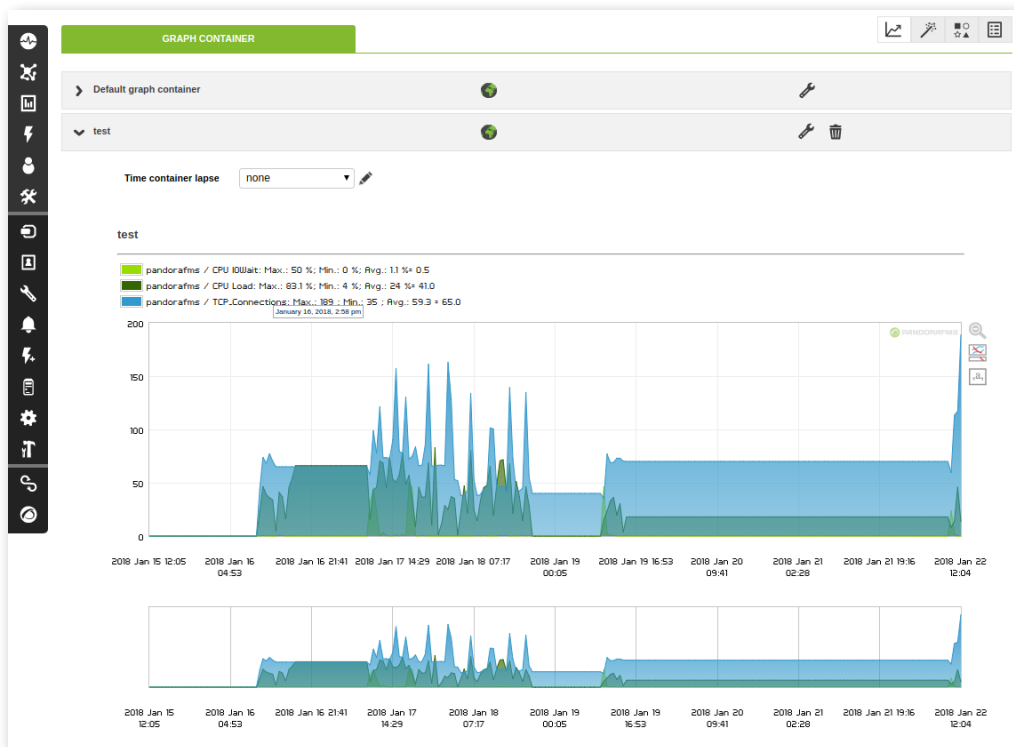 GRAPH CONTAINER
Default graph container
test
Time container lapse none
test
pandorafms / CPU IOWait: Max.: 50 %; Min.: 0 %; Avg.: 1.1 %= 0.5
pandorafms / CPU Load: Max.: 83.1 %; Min.: 4 %; Avg.: 24 %= 41.0
pandorafms / TCP_Connections: Max.: 189 ; Min.: 35 ; Avg.: 59.3 = 65.0
January 16, 2018, 2:58 pm
PANDORAFMS
200
150
100
50
0
2018 Jan 15 12:05 2018 Jan 16 2018 Jan 16 21:41 2018 Jan 17 14:29 2018 Jan 18 07:17 2018 Jan 19 2018 Jan 19 16:53 2018 Jan 20 2018 Jan 21 2018 Jan 21 19:16 2018 Jan 22
04:53 00:05 09:41 02:28 12:04
2018 Jan 15 2018 Jan 16 2018 Jan 16 21:41 2018 Jan 17 2018 Jan 18 2018 Jan 19 2018 Jan 19 2018 Jan 20 2018 Jan 21 2018 Jan 21 19:16 2018 Jan 22
12:05 04:53 14:29 07:17 00:05 16:53 09:41 02:28 12:04